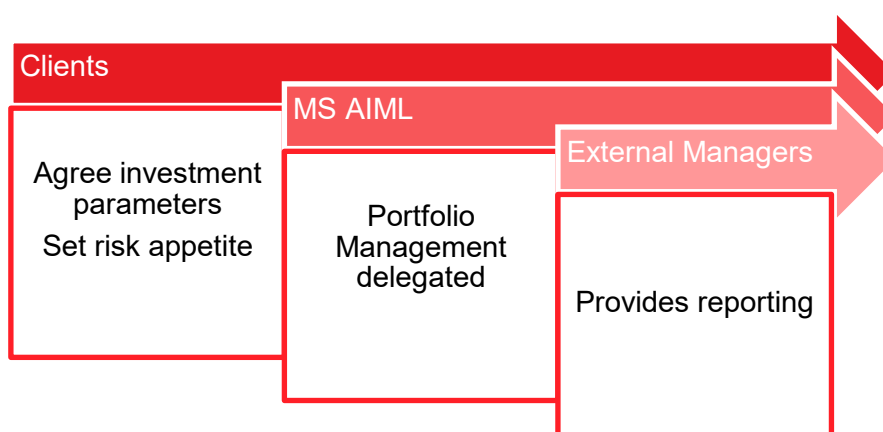 Clients
MS AIML
External Managers
Agree investment
parameters
Set risk appetite
Portfolio
Management
delegated
Provides reporting